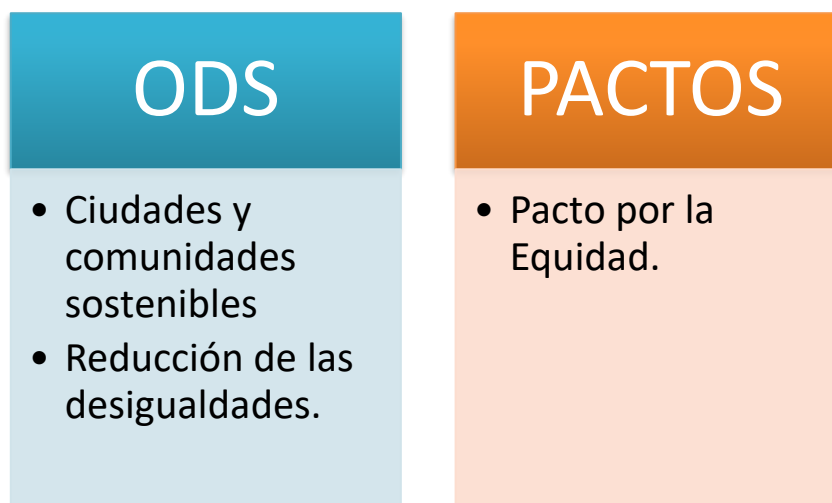 ODS
• Ciudades y
comunidades
sostenibles
• Reducción de las
desigualdades.
PACTOS
• Pacto por la
Equidad.